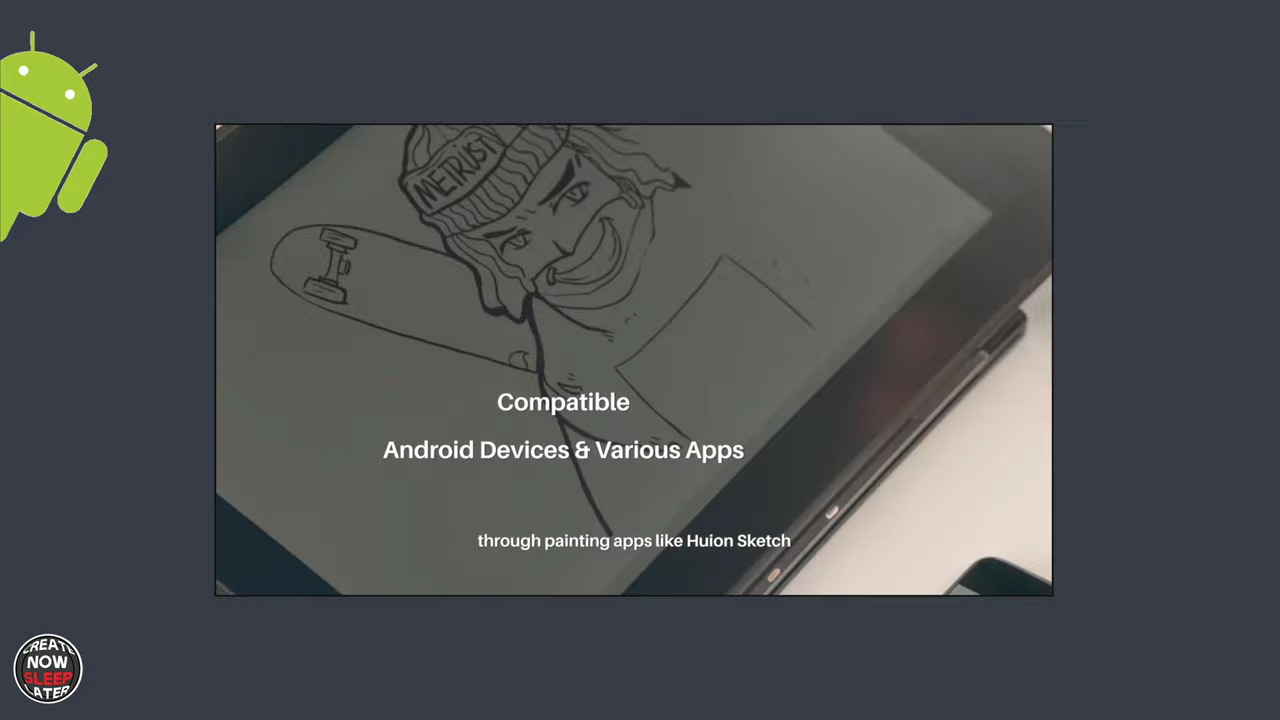 METRUST
Compatible
Android Devices & Various Apps
through painting apps like Huion Sketch
CREATE
NOW
SLEEP
LATER